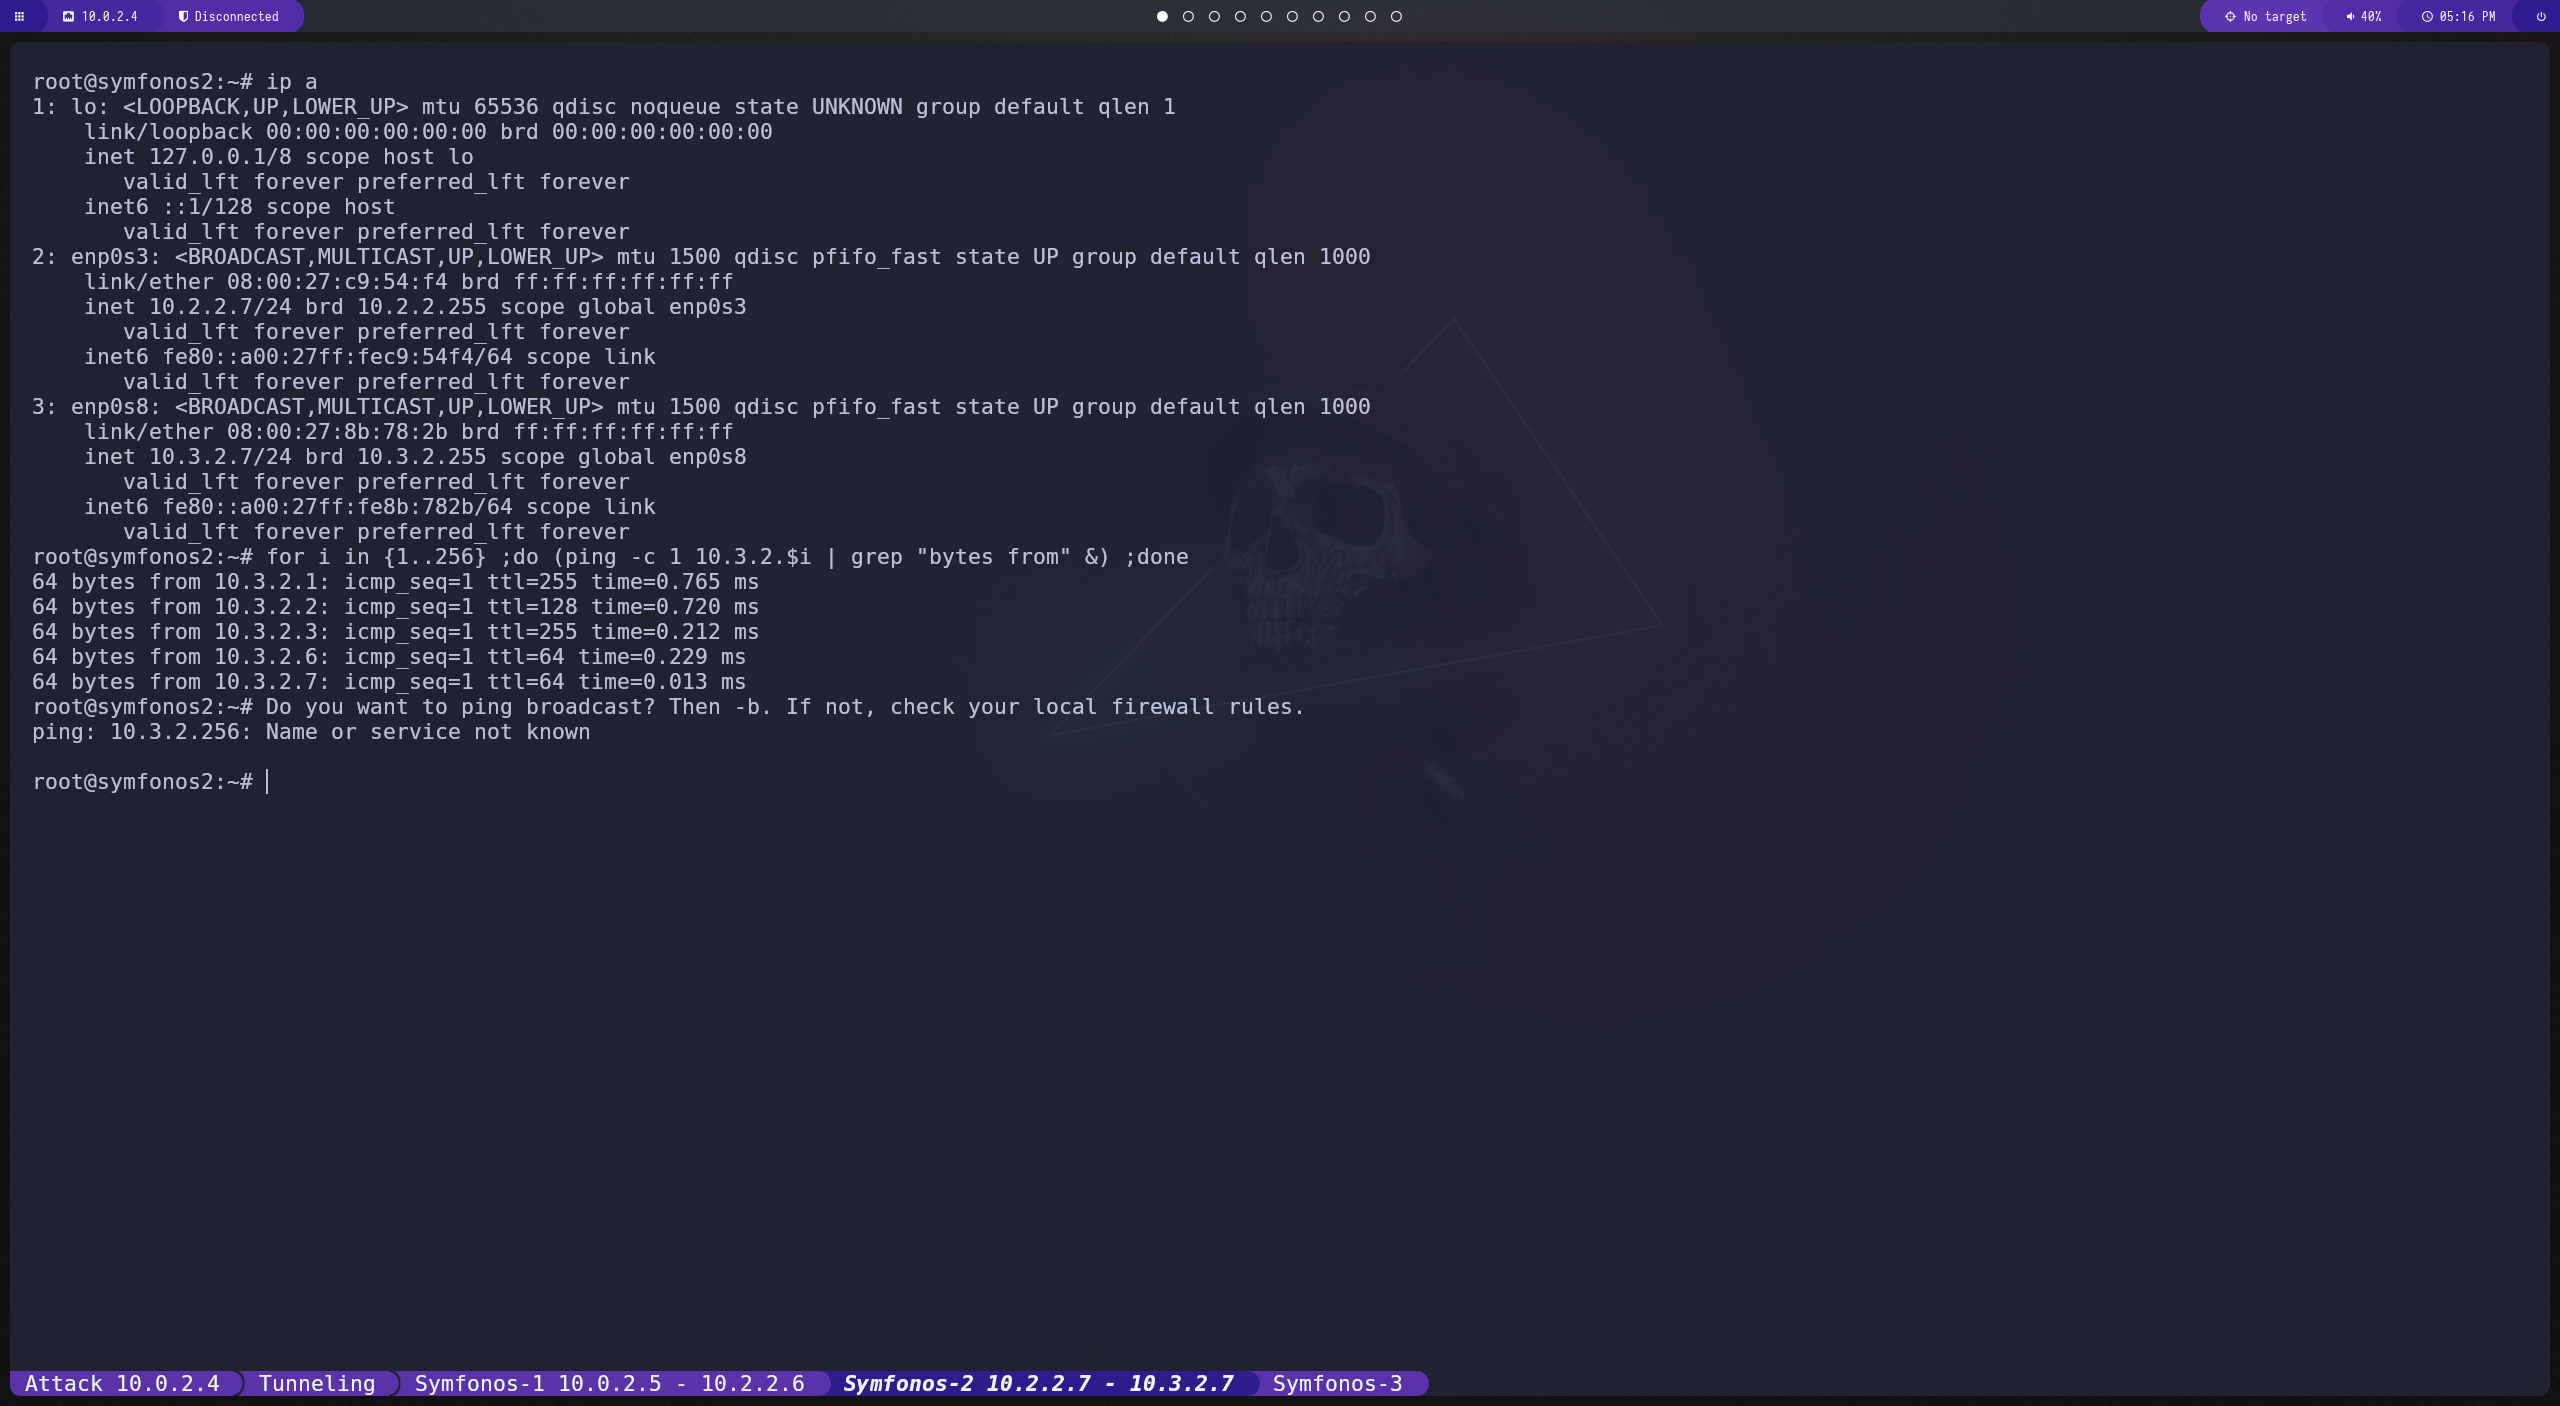 10.0.2.4 Disconnected No target 40% 05:16 PM
root@symfonos2:~# ip a
1: lo: <LOOPBACK,UP,LOWER_UP> mtu 65536 qdisc noqueue state UNKNOWN group default qlen 1
    link/loopback 00:00:00:00:00:00 brd 00:00:00:00:00:00
    inet 127.0.0.1/8 scope host lo
       valid_lft forever preferred_lft forever
    inet6 ::1/128 scope host
       valid_lft forever preferred_lft forever
2: enp0s3: <BROADCAST,MULTICAST,UP,LOWER_UP> mtu 1500 qdisc pfifo_fast state UP group default qlen 1000
    link/ether 08:00:27:c9:54:f4 brd ff:ff:ff:ff:ff:ff
    inet 10.2.2.7/24 brd 10.2.2.255 scope global enp0s3
       valid_lft forever preferred_lft forever
    inet6 fe80::a00:27ff:fec9:54f4/64 scope link
       valid_lft forever preferred_lft forever
3: enp0s8: <BROADCAST,MULTICAST,UP,LOWER_UP> mtu 1500 qdisc pfifo_fast state UP group default qlen 1000
    link/ether 08:00:27:8b:78:2b brd ff:ff:ff:ff:ff:ff
    inet 10.3.2.7/24 brd 10.3.2.255 scope global enp0s8
       valid_lft forever preferred_lft forever
    inet6 fe80::a00:27ff:fe8b:782b/64 scope link
       valid_lft forever preferred_lft forever
root@symfonos2:~# for i in {1..256} ;do (ping -c 1 10.3.2.$i | grep "bytes from" &) ;done
64 bytes from 10.3.2.1: icmp_seq=1 ttl=255 time=0.765 ms
64 bytes from 10.3.2.2: icmp_seq=1 ttl=128 time=0.720 ms
64 bytes from 10.3.2.3: icmp_seq=1 ttl=255 time=0.212 ms
64 bytes from 10.3.2.6: icmp_seq=1 ttl=64 time=0.229 ms
64 bytes from 10.3.2.7: icmp_seq=1 ttl=64 time=0.013 ms
root@symfonos2:~# Do you want to ping broadcast? Then -b. If not, check your local firewall rules.
ping: 10.3.2.256: Name or service not known
root@symfonos2:~#
Attack 10.0.2.4 Tunneling Symfonos-1 10.0.2.5 - 10.2.2.6 Symfonos-2 10.2.2.7 - 10.3.2.7 Symfonos-3